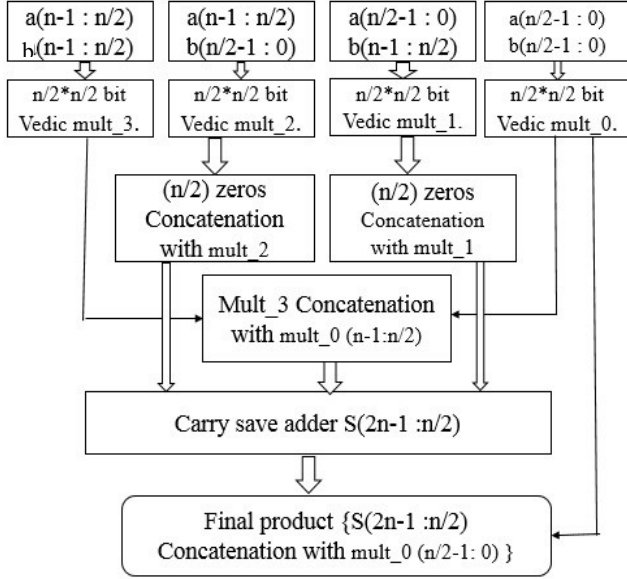 a(n-1 : n/2)
b(n-1 : n/2)
a(n-1 : n/2)
b(n/2-1 : 0)
a(n/2-1 : 0)
b(n-1 : n/2)
a(n/2-1 : 0)
b(n/2-1 : 0)
n/2*n/2 bit
Vedic mult_3.
n/2*n/2 bit
Vedic mult_2.
n/2*n/2 bit
Vedic mult_1.
n/2*n/2 bit
Vedic mult_0.
(n/2) zeros
Concatenation
with mult_2
(n/2) zeros
Concatenation
with mult_1
Mult_3 Concatenation
with mult_0 (n-1:n/2)
Carry save adder S(2n-1 :n/2)
Final product {S(2n-1 :n/2)
Concatenation with mult_0 (n/2-1: 0) }